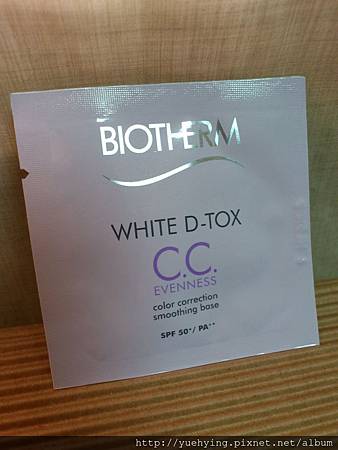 BIOTHERM
WHITE D-TOX
C.C.
EVENNESS
color correction
smoothing base
SPF 50+/ PA++
http://yuehying.pixnet.net/album